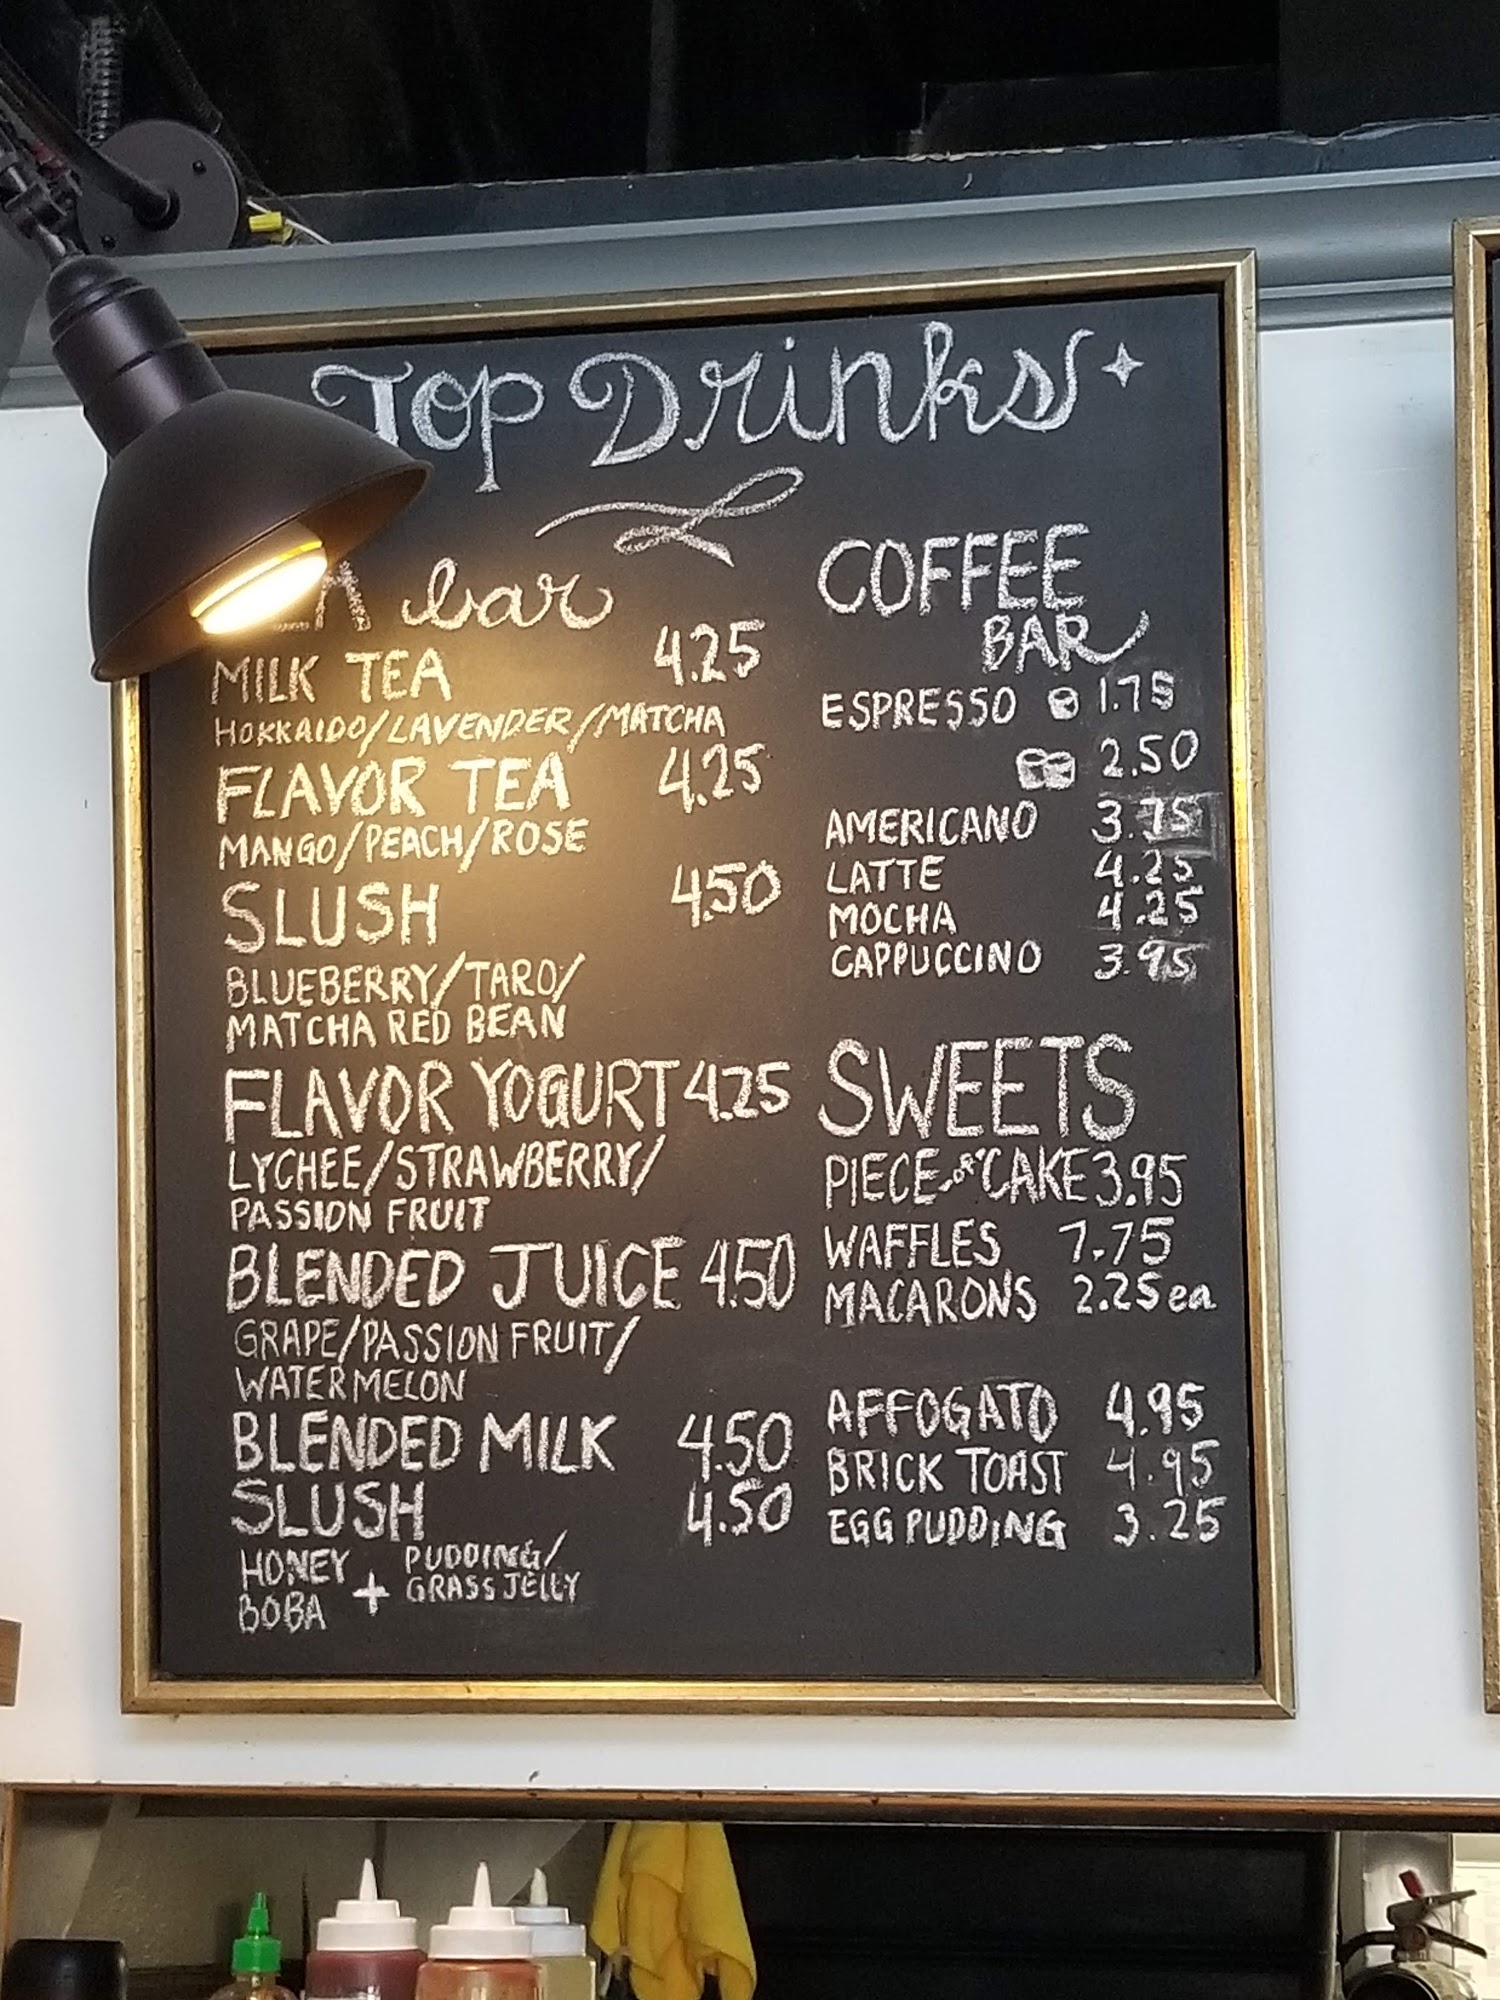 Top Drinks
bar
MILK TEA 4.25
HOKKAIDO/LAVENDER/MATCHA
FLAVOR TEA 4.25
MANGO/PEACH/ROSE
SLUSH 4.50
BLUEBERRY/TARO/
MATCHA RED BEAN
FLAVOR YOGURT 4.25
LYCHEE/STRAWBERRY/
PASSION FRUIT
BLENDED JUICE 4.50
GRAPE/PASSION FRUIT/
WATERMELON
BLENDED MILK 4.50
SLUSH 4.50
HONEY BOBA + PUDDING/
GRASS JELLY
COFFEE
BAR
ESPRESSO 1.75
2.50
AMERICANO 3.75
LATTE 4.25
MOCHA 4.25
CAPPUCCINO 3.95
SWEETS
PIECE OF CAKE 3.95
WAFFLES 7.75
MACARONS 2.25 ea
AFFOGATO 4.95
BRICK TOAST 4.95
EGG PUDDING 3.25